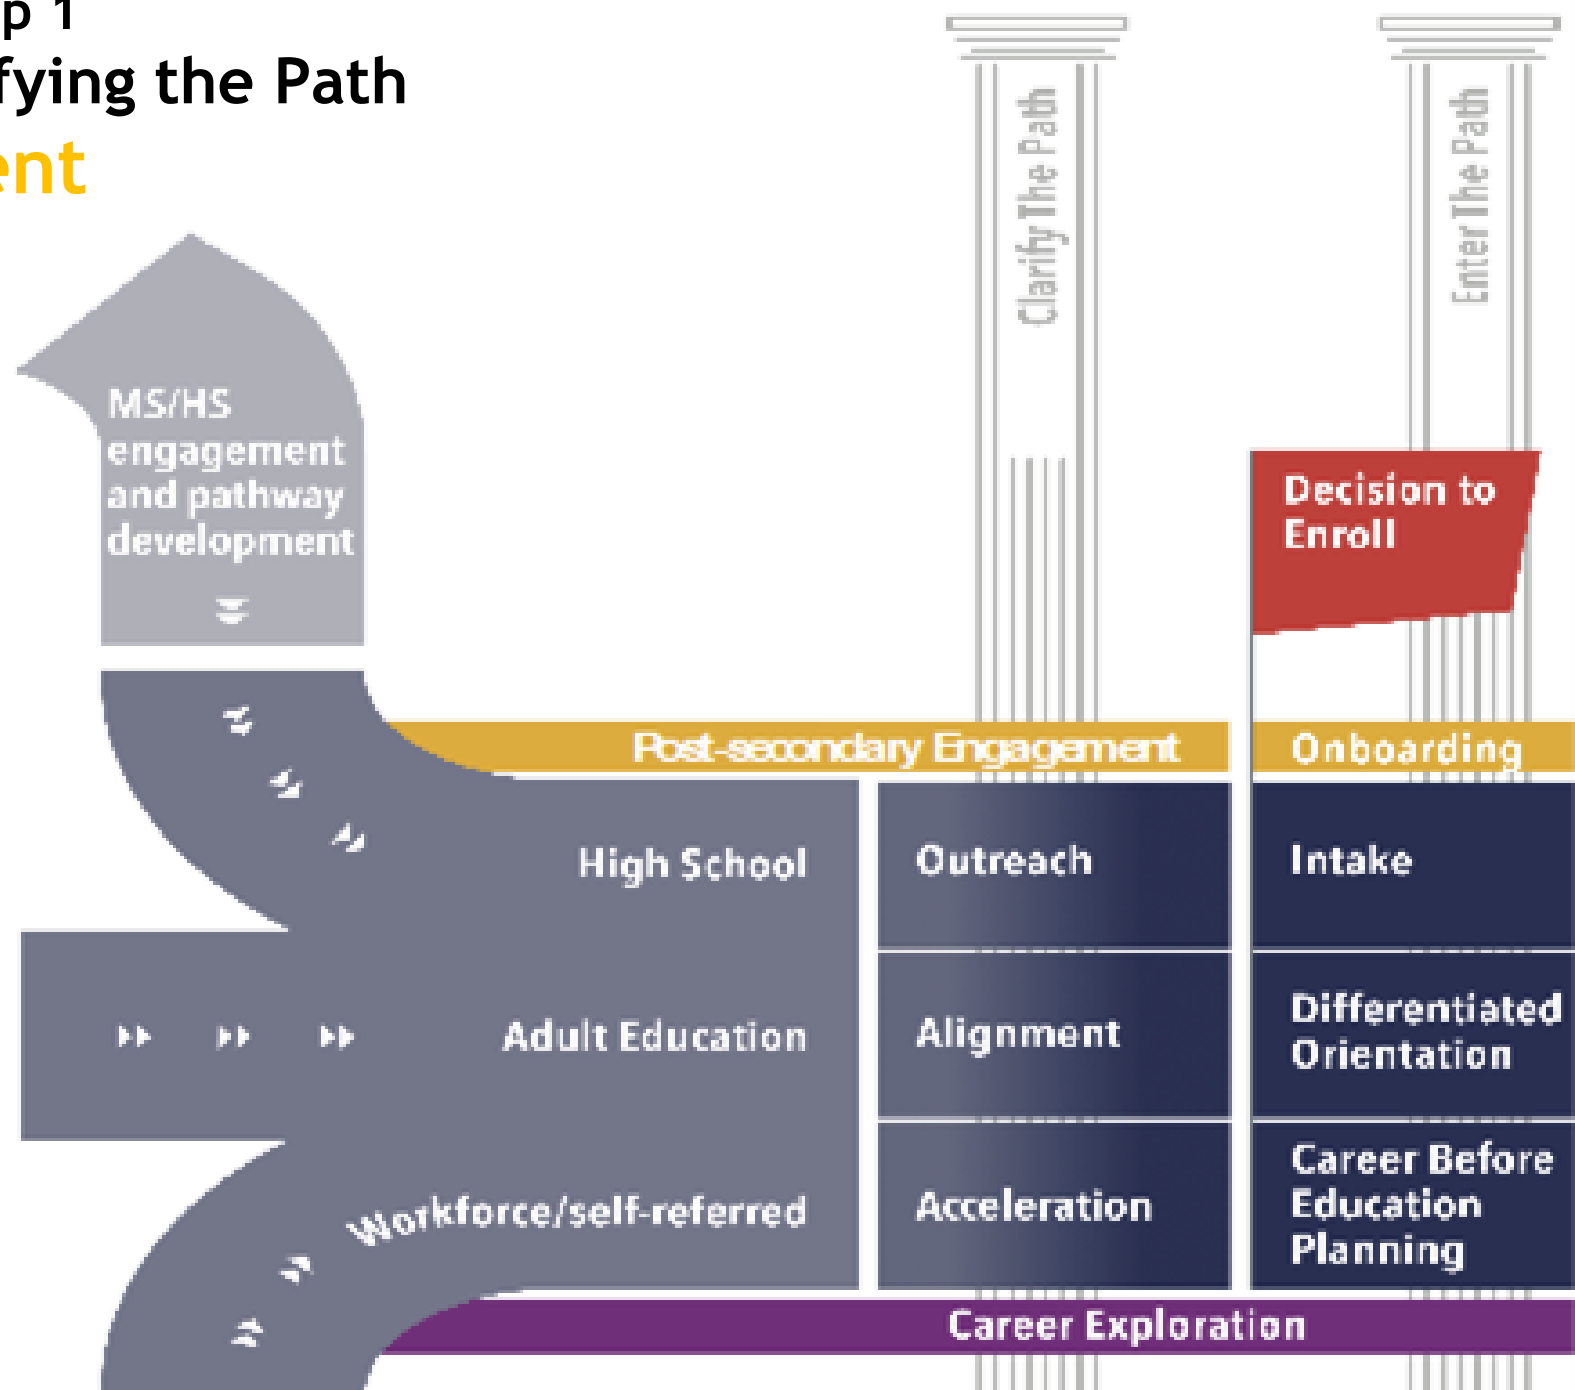 p 1
fying the Path
ent
Clarify The Path
Enter The Path
MS/HS
engagement
and pathway
development
Decision to
Enroll
Post-secondary Engagement
Onboarding
High School
Outreach
Intake
Adult Education
Alignment
Differentiated
Orientation
Workforce/self-referred
Acceleration
Career Before
Education
Planning
Career Exploration